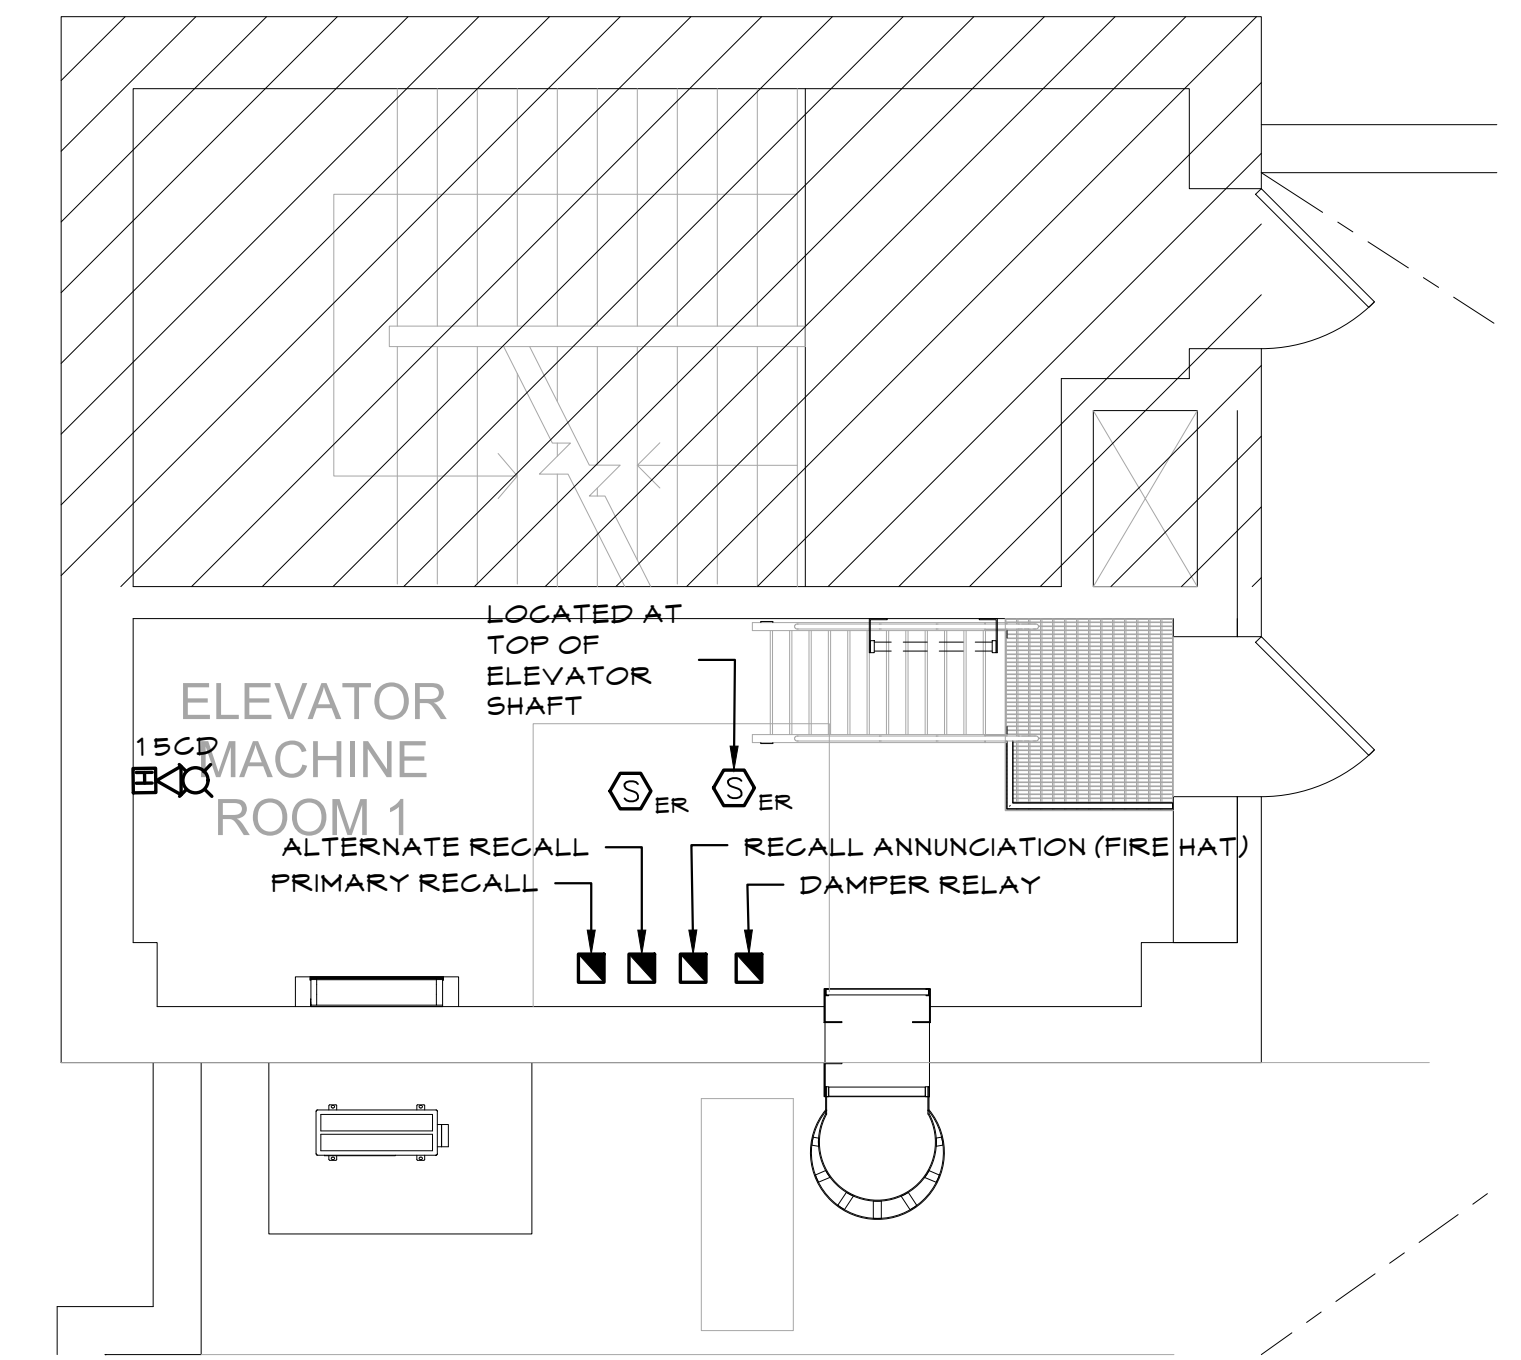 LOCATED AT
TOP OF
ELEVATOR
SHAFT
ELEVATOR
MACHINE
ROOM 1
15CD
H
S
ER
S
ER
ALTERNATE RECALL
RECALL ANNUNCIATION (FIRE HAT)
PRIMARY RECALL
DAMPER RELAY